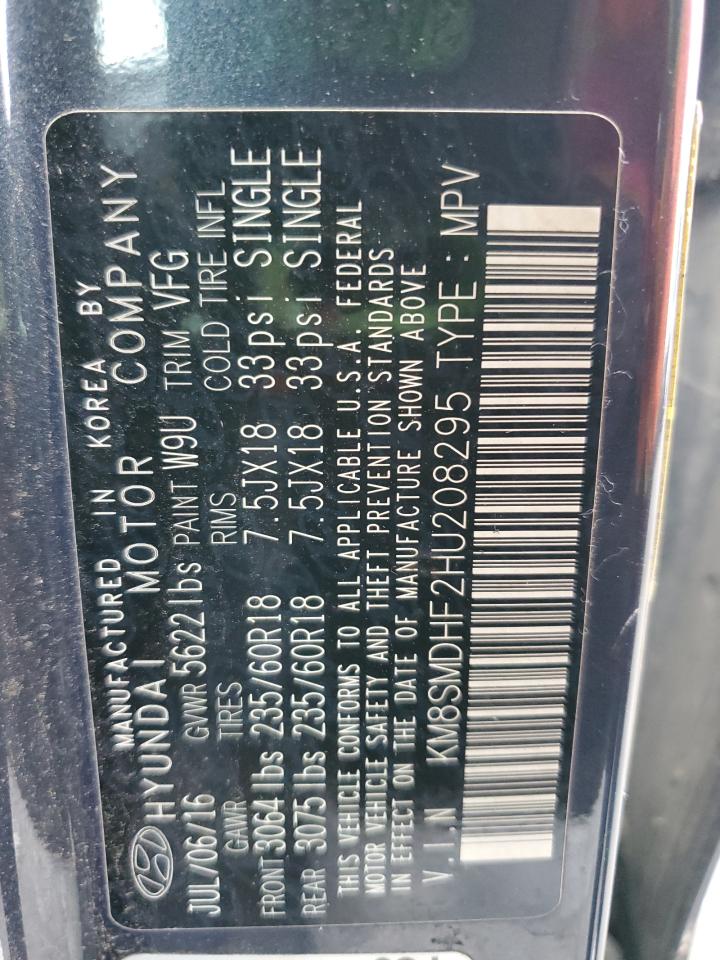 MANUFACTURED IN KOREA BY
HYUNDAI MOTOR COMPANY
JUL/06/16 GVWR 5622lbs PAINT W9U TRIM VFG
GAWR TIRES RIMS COLD TIRE INFL
FRONT 3064 lbs 235/60R18 7.5JX18 33psi SINGLE
REAR 3075lbs 235/60R18 7.5JX18 33psi SINGLE
THIS VEHICLE CONFORMS TO ALL APPLICABLE U.S.A. FEDERAL
MOTOR VEHICLE SAFETY AND THEFT PREVENTION STANDARDS
IN EFFECT ON THE DATE OF MANUFACTURE SHOWN ABOVE
V.I.N KM8SMDHF2HU208295 TYPE : MPV